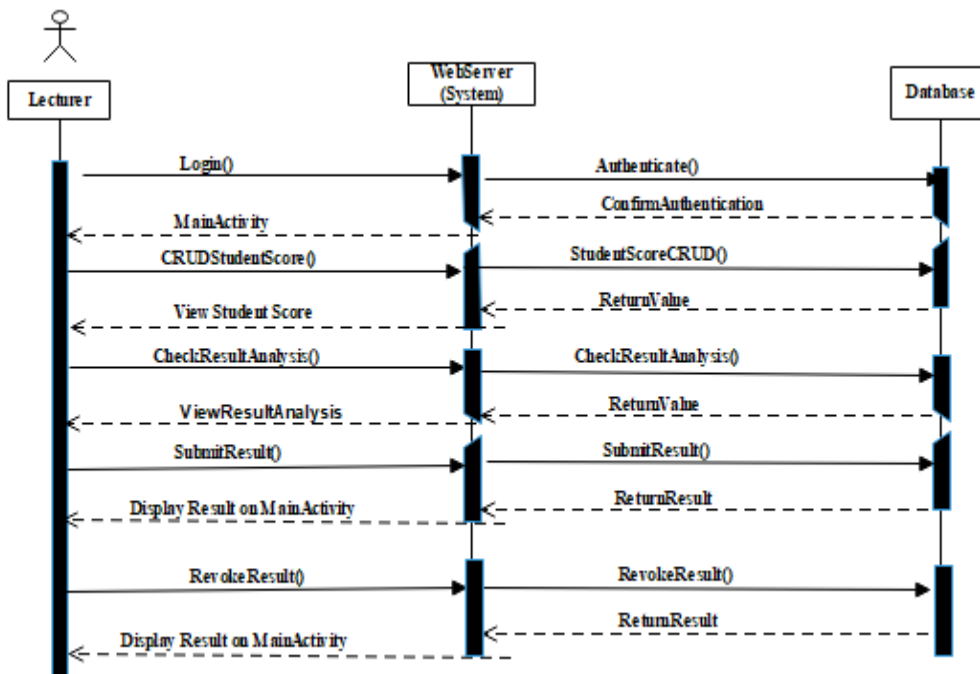 Lecturer
WebServer
(System)
Database
Login()
Authenticate()
ConfirmAuthentication
MainActivity
CRUDStudentScore()
StudentScoreCRUD()
ReturnValue
View Student Score
CheckResultAnalysis()
CheckResultAnalysis()
ReturnValue
ViewResultAnalysis
SubmitResult()
SubmitResult()
ReturnResult
Display Result on MainActivity
RevokeResult()
RevokeResult()
ReturnResult
Display Result on MainActivity